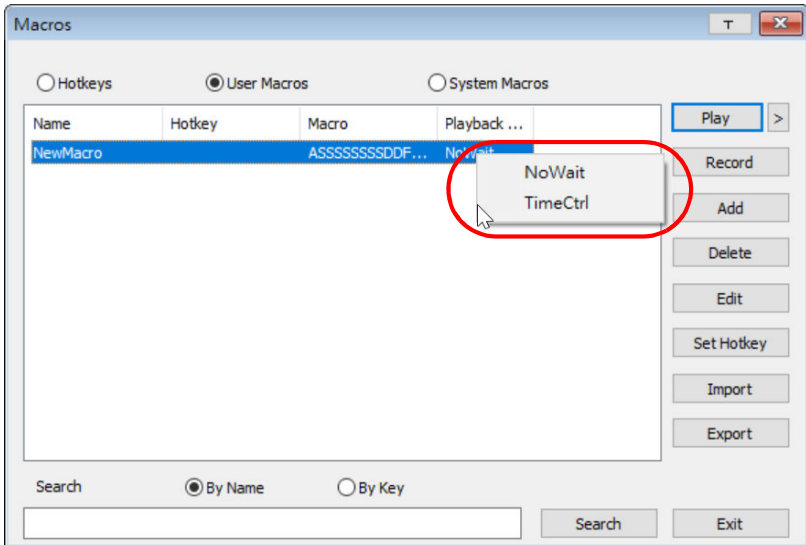 Macros T
Hotkeys User Macros System Macros
Name Hotkey Macro Playback ... Play >
NewMacro ASSSSSSSSDDF... NoWait Record
NoWait
TimeCtrl Add
Delete
Edit
Set Hotkey
Import
Export
Search By Name By Key
Search Exit